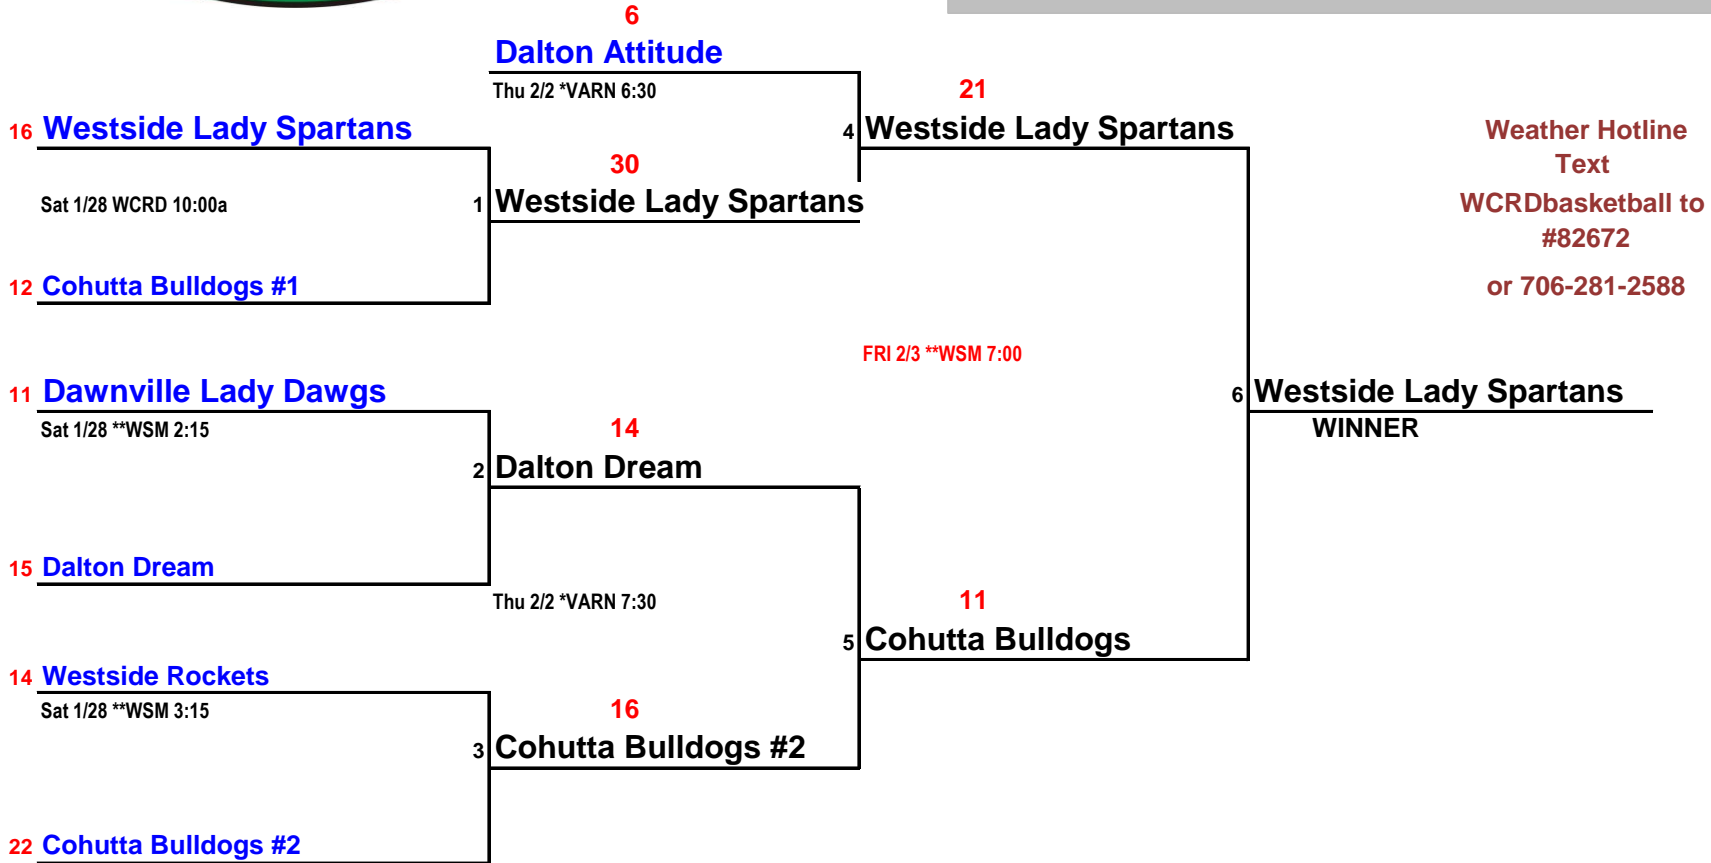 6
Dalton Attitude
Thu 2/2 *VARN 6:30
21
16 Westside Lady Spartans
4 Westside Lady Spartans
Weather Hotline
Text
WCRDbasketball to
#82672
or 706-281-2588
30
Sat 1/28 WCRD 10:00a
1 Westside Lady Spartans
12 Cohutta Bulldogs #1
FRI 2/3 **WSM 7:00
11 Dawnville Lady Dawgs
6 Westside Lady Spartans
WINNER
Sat 1/28 **WSM 2:15
14
2 Dalton Dream
15 Dalton Dream
Thu 2/2 *VARN 7:30
11
5 Cohutta Bulldogs
14 Westside Rockets
Sat 1/28 **WSM 3:15
16
3 Cohutta Bulldogs #2
22 Cohutta Bulldogs #2